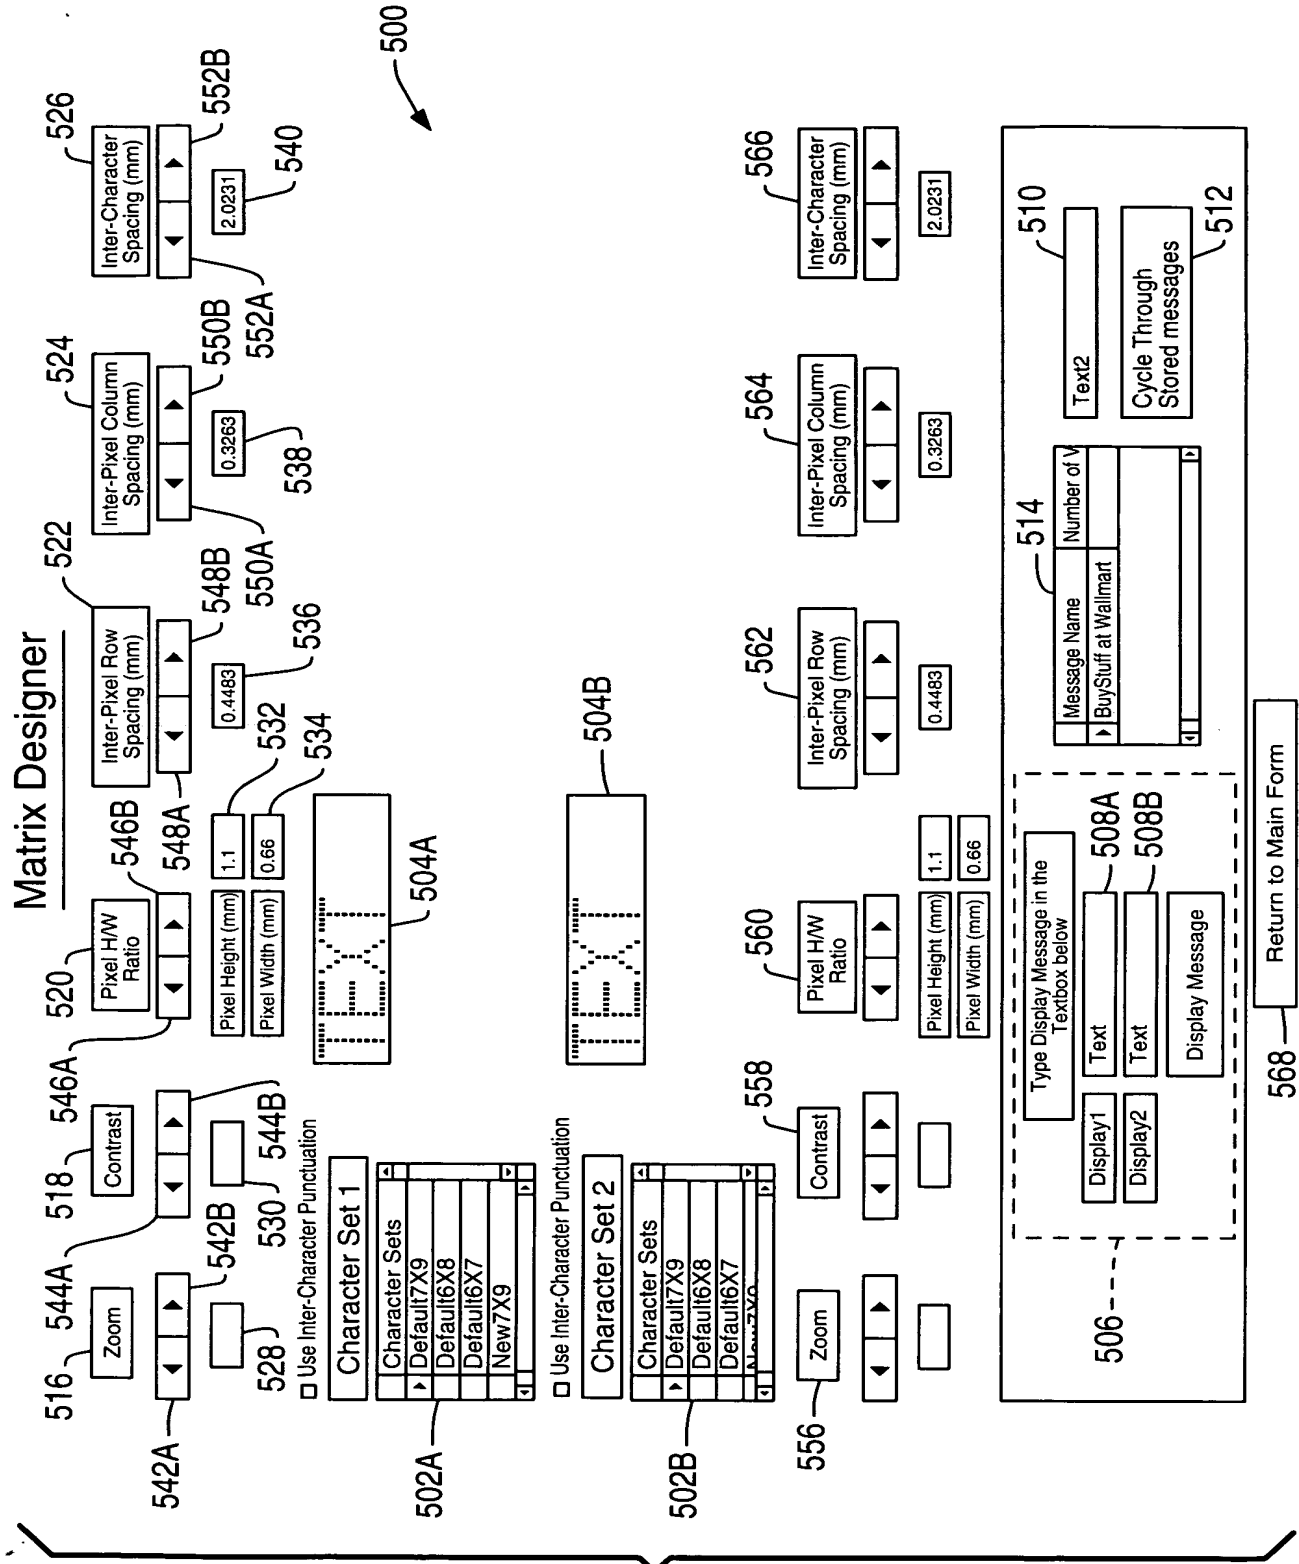 Matrix Designer
516
518
520
522
524
526
Zoom
Contrast
Pixel H/W
Ratio
Inter-Pixel Row
Spacing (mm)
Inter-Pixel Column
Spacing (mm)
Inter-Character
Spacing (mm)
542A
542B
544A
544B
546A
546B
548A
548B
550A
550B
552A
552B
528
530
Pixel Height (mm)
1.1
532
Pixel Width (mm)
0.66
534
0.4483
536
0.3263
538
2.0231
540
500
Use Inter-Character Punctuation
Character Set 1
Character Sets
Default7X9
Default6X8
Default6X7
New7X9
502A
TEXT
504A
Use Inter-Character Punctuation
Character Set 2
Character Sets
Default7X9
Default6X8
Default6X7
New7X9
502B
TEXT
504B
556
558
560
562
564
566
Zoom
Contrast
Pixel H/W
Ratio
Inter-Pixel Row
Spacing (mm)
Inter-Pixel Column
Spacing (mm)
Inter-Character
Spacing (mm)
Pixel Height (mm)
1.1
Pixel Width (mm)
0.66
0.4483
0.3263
2.0231
506
Type Display Message in the
Textbox below
Display1
Text
508A
Display2
Text
508B
Display Message
514
Message Name
Number of V
BuyStuff at Wallmart
510
Text2
Cycle Through
Stored messages
512
568
Return to Main Form